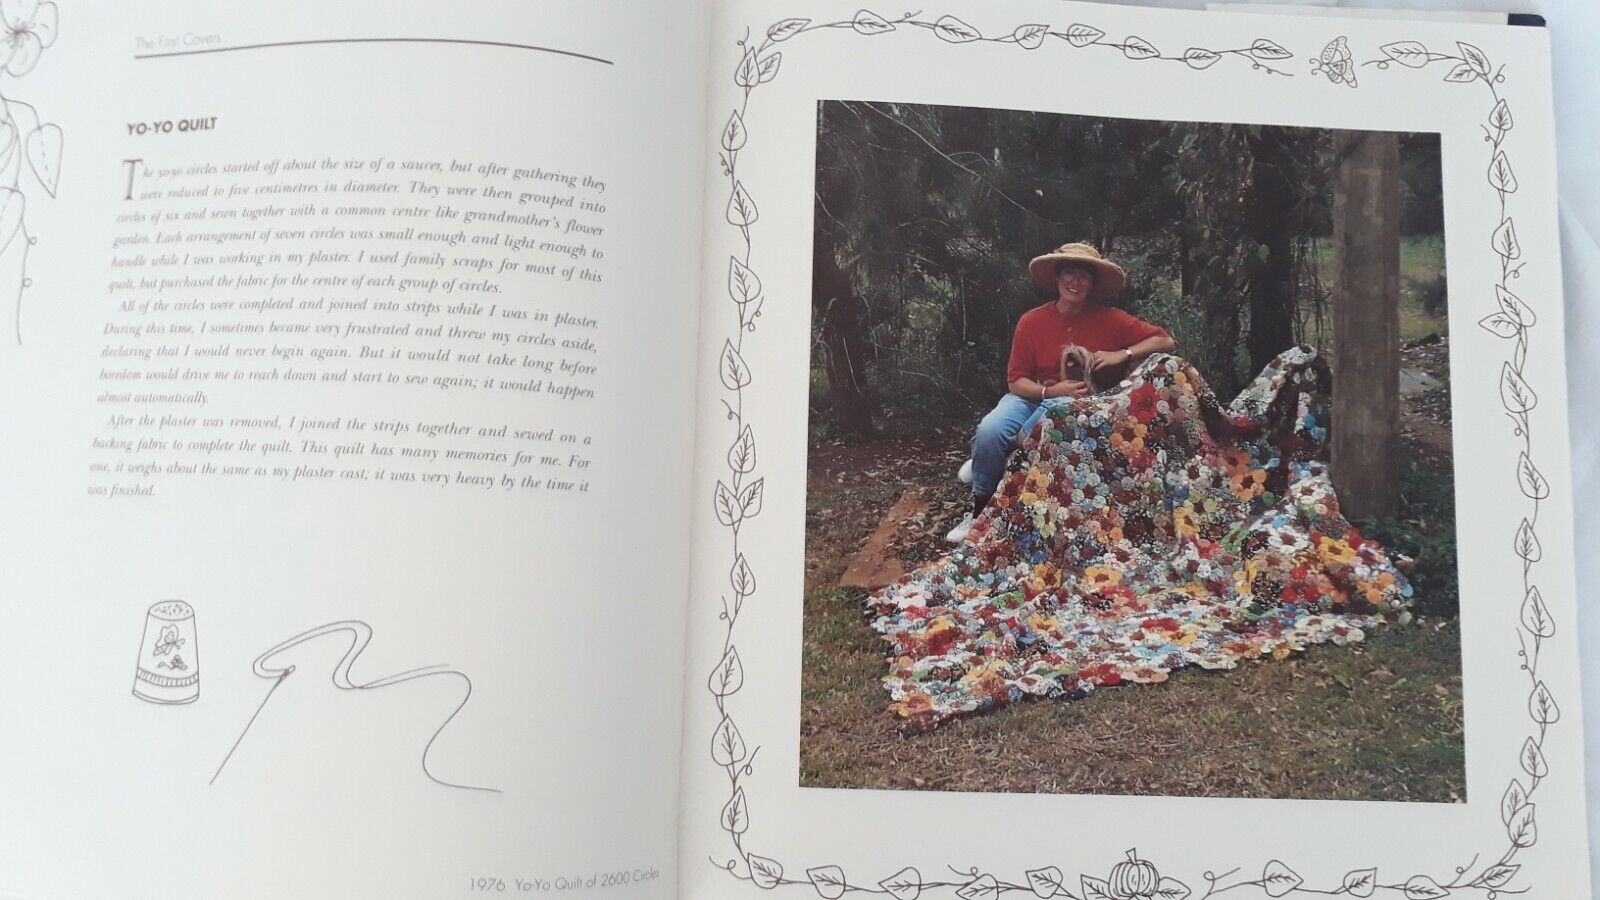 The First Covers
YO-YO QUILT
The yo-yo circles started off about the size of a saucer, but after gathering they
were reduced to five centimetres in diameter. They were then grouped into
circles of six and sewn together with a common centre like grandmother's flower
garden. Each arrangement of seven circles was small enough and light enough to
handle while I was working in my plaster. I used family scraps for most of this
quilt, but purchased the fabric for the centre of each group of circles.
All of the circles were completed and joined into strips while I was in plaster.
During this time, I sometimes became very frustrated and threw my circles aside,
declaring that I would never begin again. But it would not take long before
boredom would drive me to reach down and start to sew again; it would happen
almost automatically.
After the plaster was removed, I joined the strips together and sewed on a
backing fabric to complete the quilt. This quilt has many memories for me. For
one, it weighs about the same as my plaster cast; it was very heavy by the time it
was finished.
1976 Yo-Yo Quilt of 2600 Circles